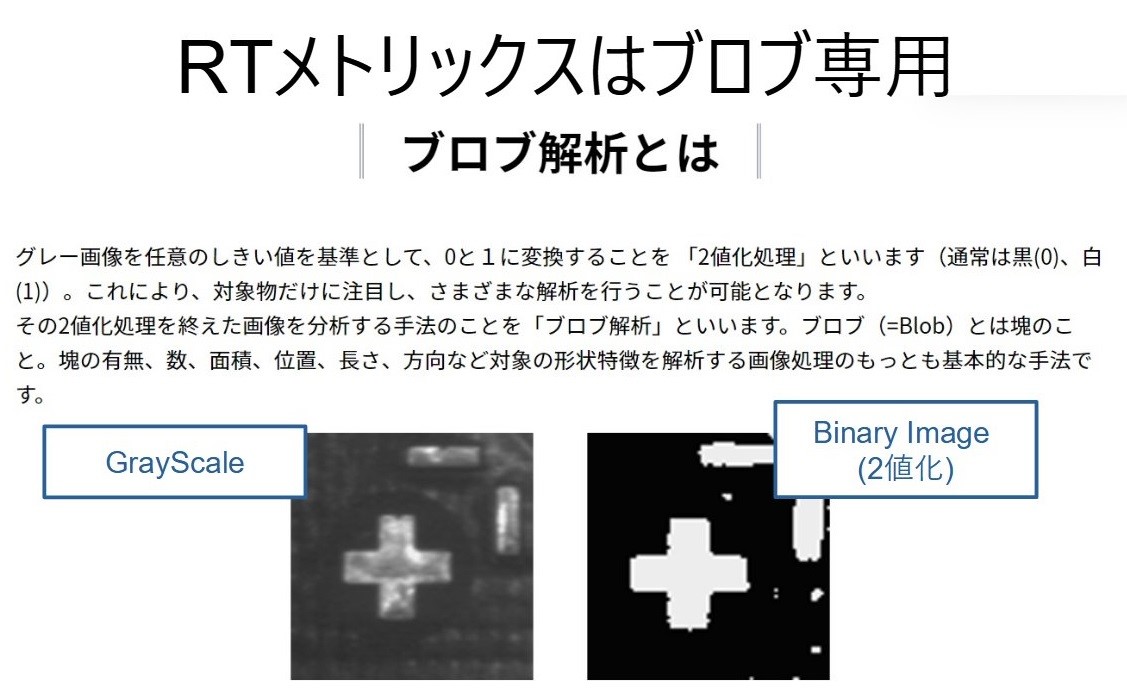 RTメトリックスはブロブ専用
ブロブ解析とは
グレー画像を任意のしきい値を基準として、0と１に変換することを 「2値化処理」といいます（通常は黒(0)、白
(1)）。これにより、対象物だけに注目し、さまざまな解析を行うことが可能となります。
その2値化処理を終えた画像を分析する手法のことを「ブロブ解析」といいます。ブロブ（=Blob）とは塊のこ
と。塊の有無、数、面積、位置、長さ、方向など対象の形状特徴を解析する画像処理のもっとも基本的な手法で
す。
GrayScale
Binary Image
(2値化)